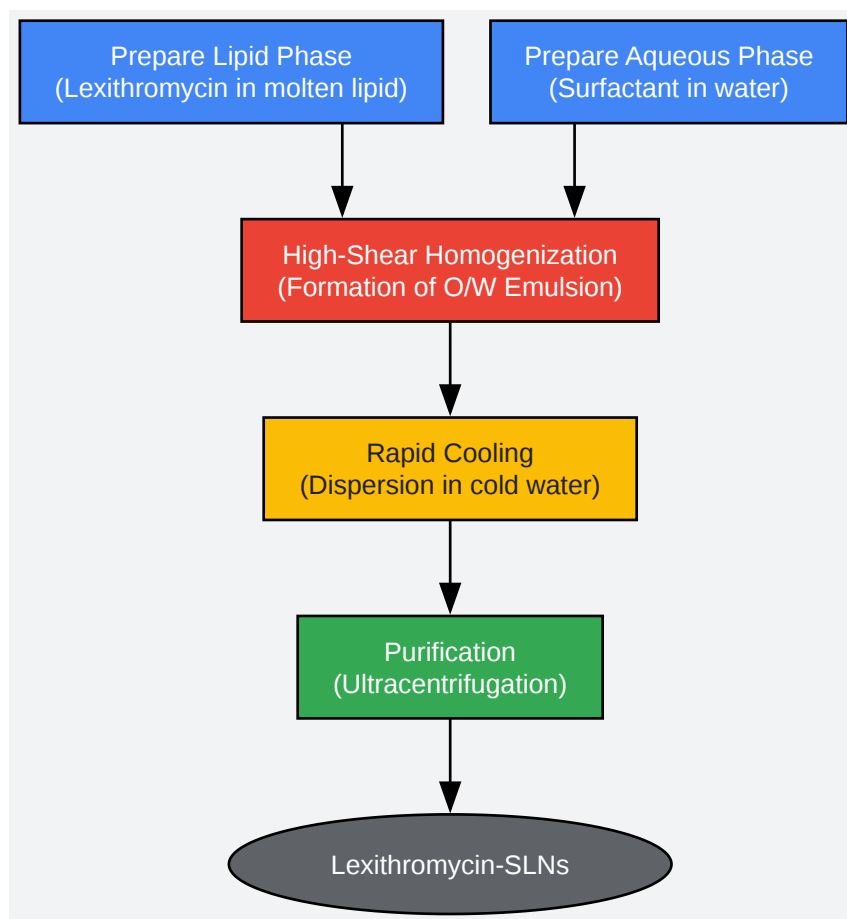 Prepare Lipid Phase
(Lexithromycin in molten lipid)
Prepare Aqueous Phase
(Surfactant in water)
High-Shear Homogenization
(Formation of O/W Emulsion)
Rapid Cooling
(Dispersion in cold water)
Purification
(Ultracentrifugation)
Lexithromycin-SLNs